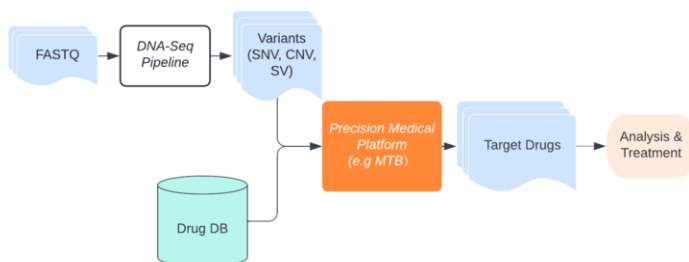 FASTQ
DNA-Seq
Pipeline
Variants
(SNV, CNV,
SV)
Precision Medical
Platform
(e.g MTB)
Target Drugs
Analysis &
Treatment
Drug DB